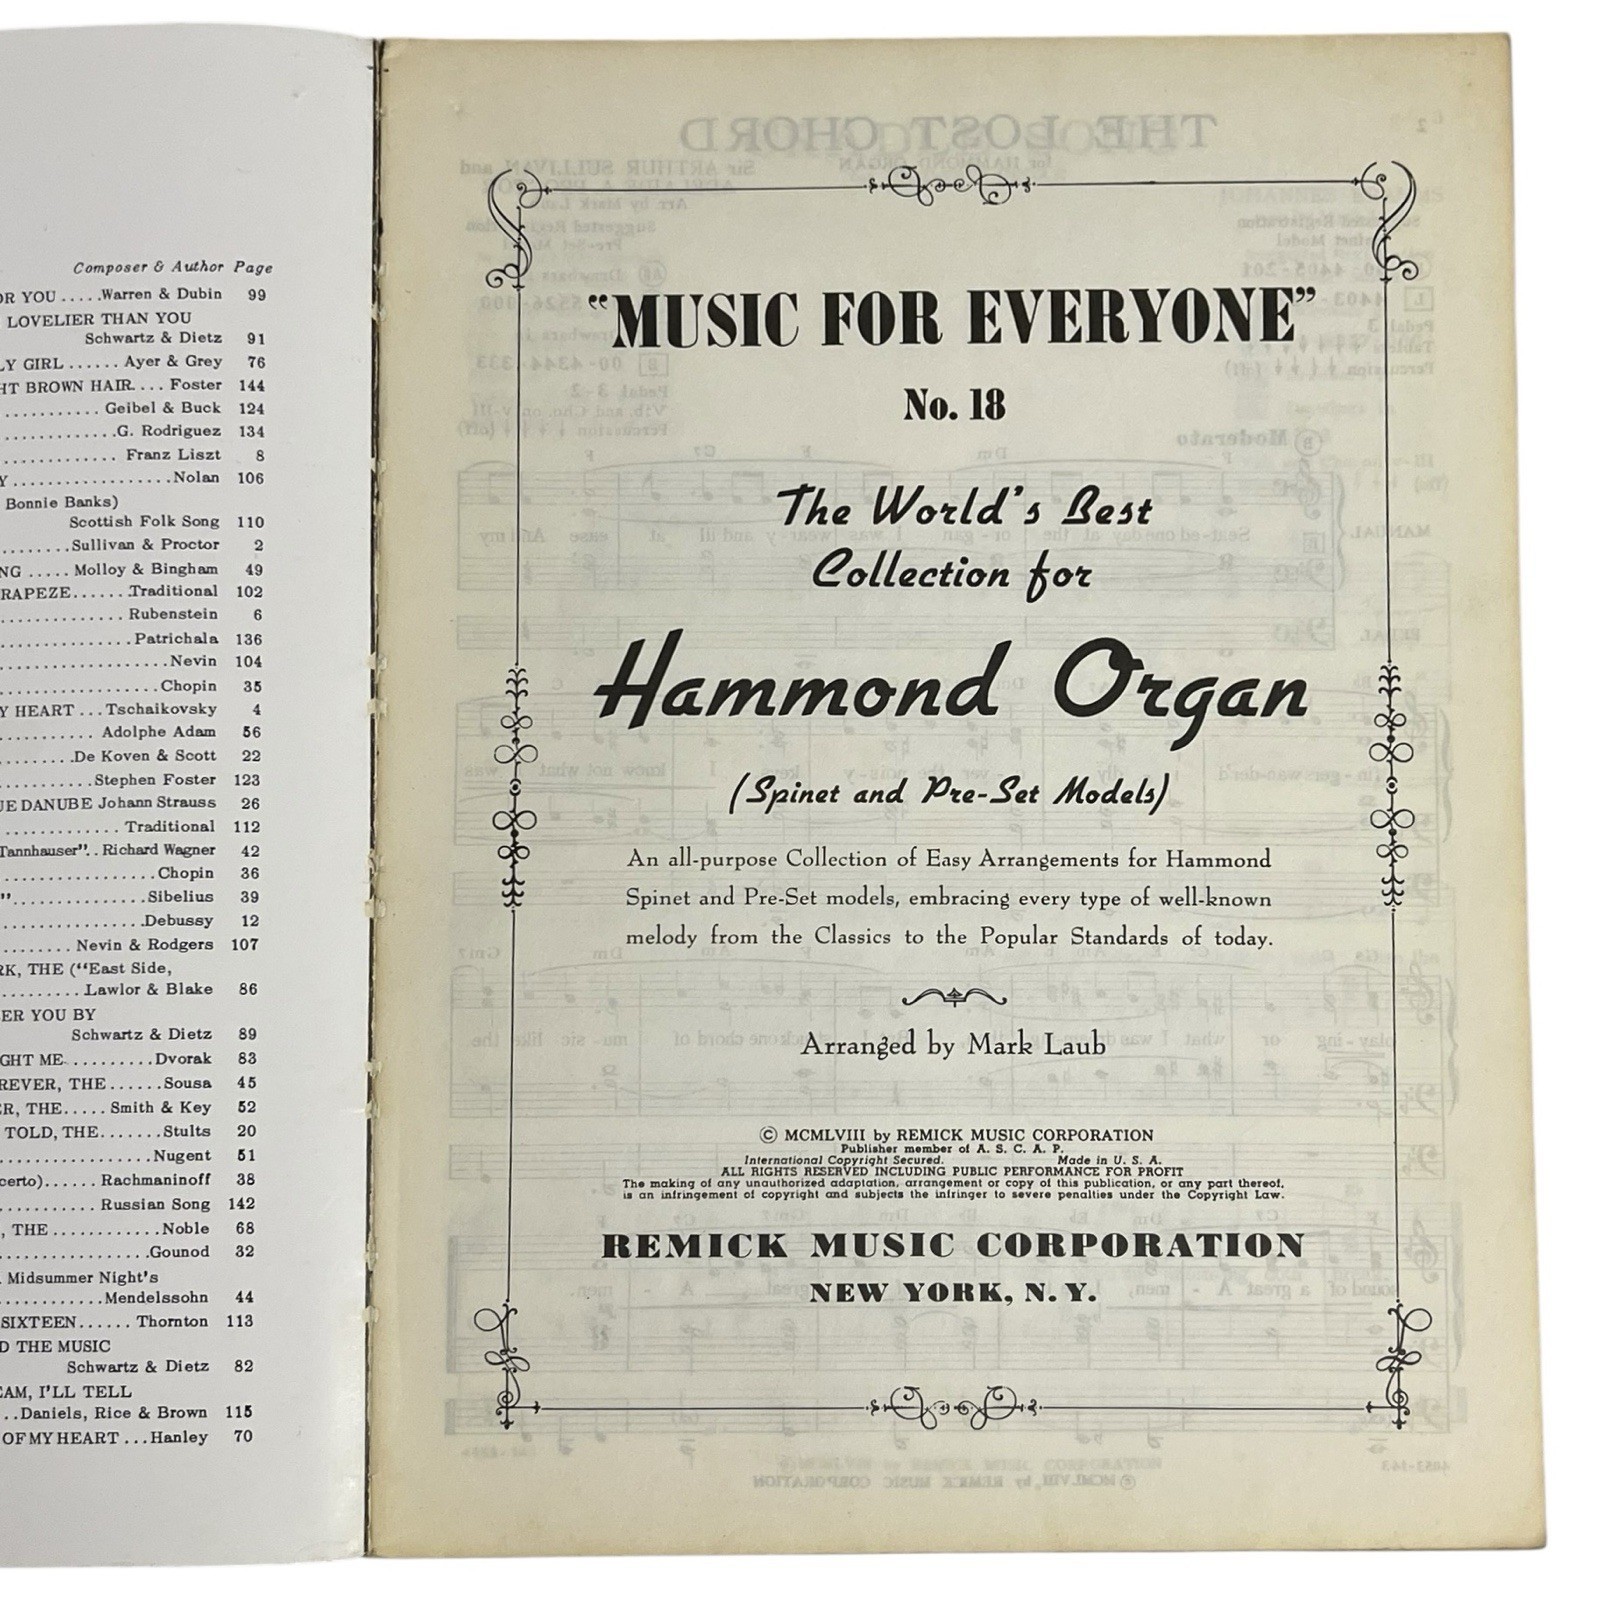 Composer & Author Page
OR YOU .....Warren & Dubin 99
LOVELIER THAN YOU
Schwartz & Dietz 91
LY GIRL ...... Ayer & Grey 76
HT BROWN HAIR.... Foster 144
............ Geibel & Buck 124
.............G. Rodriguez 134
............. Franz Liszt 8
Y ..................Nolan 106
Bonnie Banks)
Scottish Folk Song 110
.........Sullivan & Proctor 2
NG ..... Molloy & Bingham 49
RAPEZE.......Traditional 102
.............. Rubenstein 6
...............Patrichala 136
...................Nevin 104
..................Chopin 35
Y HEART ...Tschaikovsky 4
............ Adolphe Adam 56
.........De Koven & Scott 22
............Stephen Foster 123
UE DANUBE Johann Strauss 26
............. Traditional 112
Tannhauser”.. Richard Wagner 42
..................Chopin 36
”................Sibelius 39
..................Debussy 12
.......... Nevin & Rodgers 107
RK, THE (“East Side,
..........Lawlor & Blake 86
ER YOU BY
Schwartz & Dietz 89
GHT ME..........Dvorak 83
REVER, THE......Sousa 45
ER, THE..... Smith & Key 52
TOLD, THE.......Stults 20
..................Nugent 51
certo)...... Rachmaninoff 38
............ Russian Song 142
, THE ............Noble 68
.................Gounod 32
Midsummer Night's
............Mendelssohn 44
SIXTEEN...... Thornton 113
D THE MUSIC
Schwartz & Dietz 82
EAM, I'LL TELL
..Daniels, Rice & Brown 115
OF MY HEART ...Hanley 70
“MUSIC FOR EVERYONE”
No. 18
The World's Best
Collection for
Hammond Organ
(Spinet and Pre-Set Models)
An all-purpose Collection of Easy Arrangements for Hammond
Spinet and Pre-Set models, embracing every type of well-known
melody from the Classics to the Popular Standards of today.
Arranged by Mark Laub
© MCMLVIII by REMICK MUSIC CORPORATION
Publisher member of A. S. C. A. P.
International Copyright Secured. Made in U. S. A.
ALL RIGHTS RESERVED INCLUDING PUBLIC PERFORMANCE FOR PROFIT
The making of any unauthorized adaptation, arrangement or copy of this publication, or any part thereof,
is an infringement of copyright and subjects the infringer to severe penalties under the Copyright Law.
REMICK MUSIC CORPORATION
NEW YORK, N. Y.
THE LOST CHORD